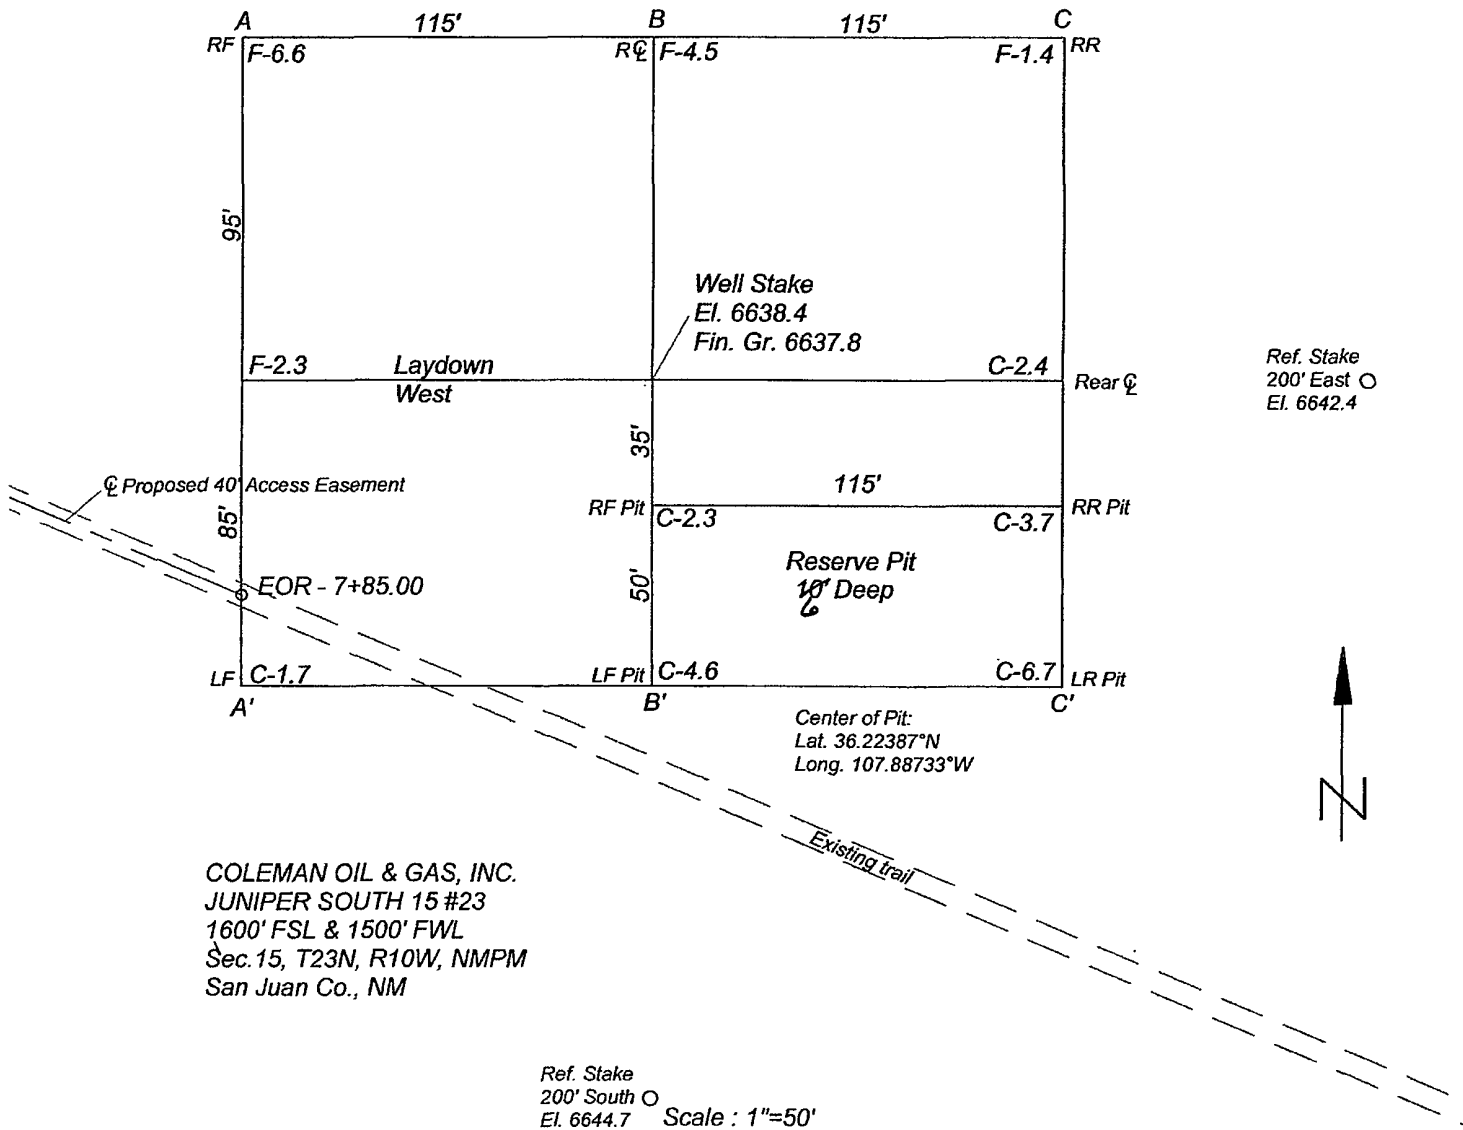 A 115' B 115' C
RF F-6.6 R℄ F-4.5 F-1.4 RR
95'
Well Stake
El. 6638.4
Fin. Gr. 6637.8
F-2.3 Laydown C-2.4 Rear ℄
West
Ref. Stake
200' East
El. 6642.4
35'
℄ Proposed 40' Access Easement
115'
85'
RF Pit C-2.3 C-3.7 RR Pit
Reserve Pit
10' Deep
6
50'
EOR - 7+85.00
LF C-1.7 LF Pit C-4.6 C-6.7 LR Pit
A' B' C'
Center of Pit:
Lat. 36.22387°N
Long. 107.88733°W
N
Existing trail
COLEMAN OIL & GAS, INC.
JUNIPER SOUTH 15 #23
1600' FSL & 1500' FWL
Sec.15, T23N, R10W, NMPM
San Juan Co., NM
Ref. Stake
200' South
El. 6644.7 Scale : 1"=50'